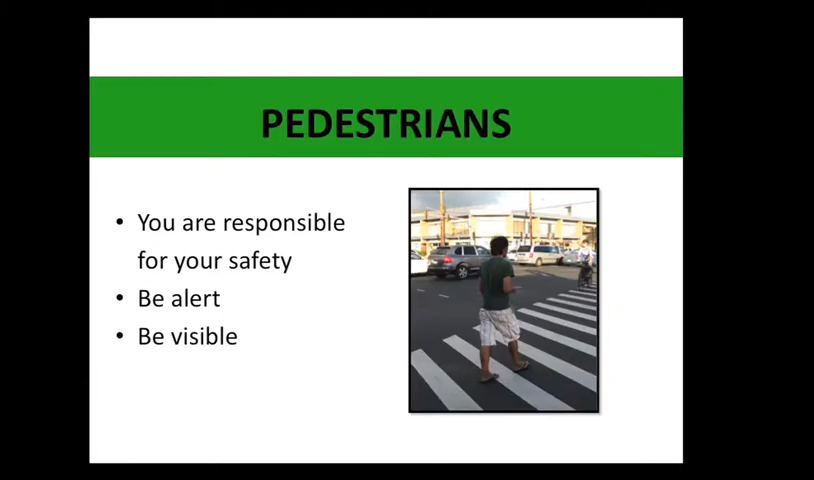 PEDESTRIANS
• You are responsible
for your safety
• Be alert
• Be visible